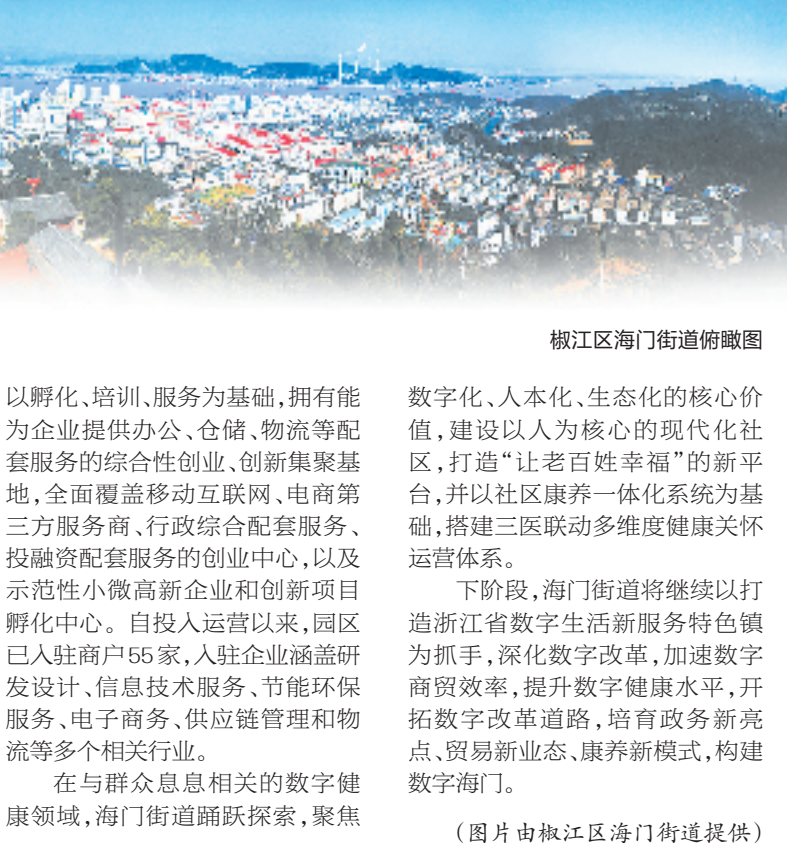 椒江区海门街道俯瞰图
以孵化、培训、服务为基础,拥有能
为企业提供办公、仓储、物流等配
套服务的综合性创业、创新集聚基
地,全面覆盖移动互联网、电商第
三方服务商、行政综合配套服务、
投融资配套服务的创业中心,以及
示范性小微高新企业和创新项目
孵化中心。自投入运营以来,园区
已入驻商户55家,入驻企业涵盖研
发设计、信息技术服务、节能环保
服务、电子商务、供应链管理和物
流等多个相关行业。
在与群众息息相关的数字健
康领域,海门街道踊跃探索,聚焦
数字化、人本化、生态化的核心价
值,建设以人为核心的现代化社
区,打造“让老百姓幸福”的新平
台,并以社区康养一体化系统为基
础,搭建三医联动多维度健康关怀
运营体系。
下阶段,海门街道将继续以打
造浙江省数字生活新服务特色镇
为抓手,深化数字改革,加速数字
商贸效率,提升数字健康水平,开
拓数字改革道路,培育政务新亮
点、贸易新业态、康养新模式,构建
数字海门。
(图片由椒江区海门街道提供)